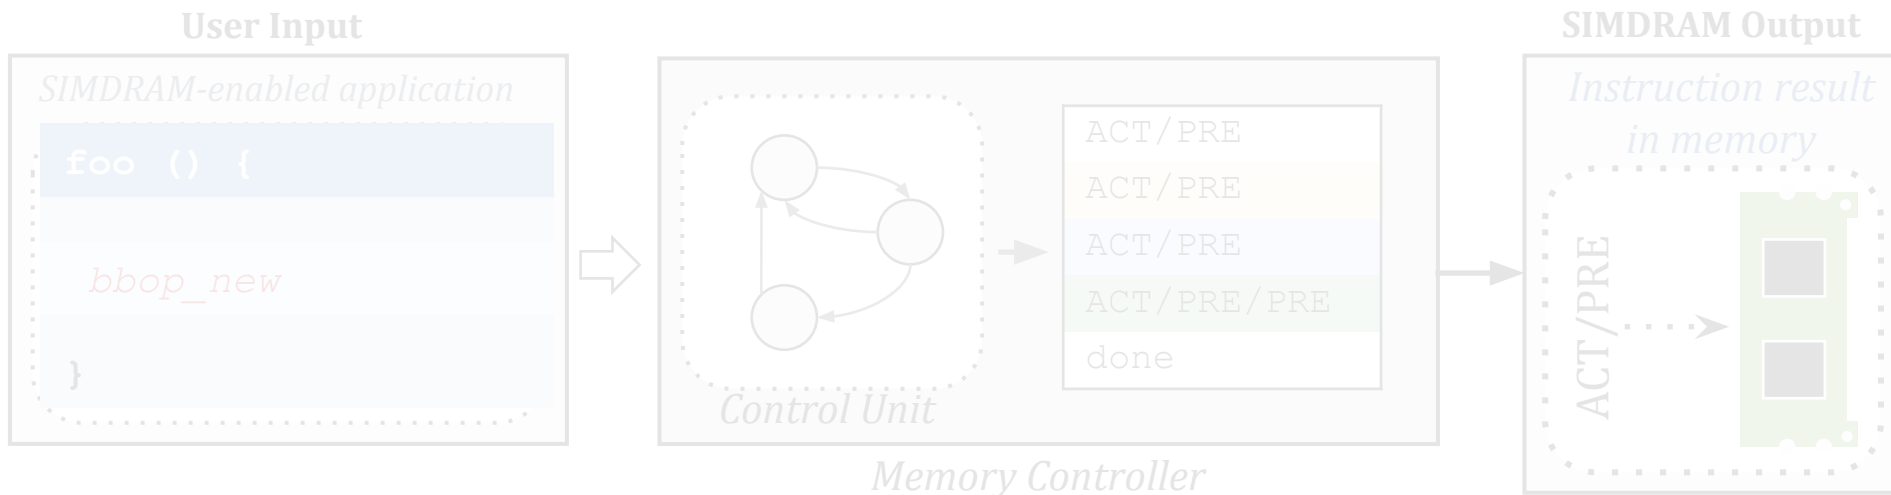 User Input
SIMDRAM-enabled application
foo () {
bbop_new
}
Control Unit
ACT/PRE
ACT/PRE
ACT/PRE
ACT/PRE/PRE
done
Memory Controller
SIMDRAM Output
Instruction result
in memory
ACT/PRE